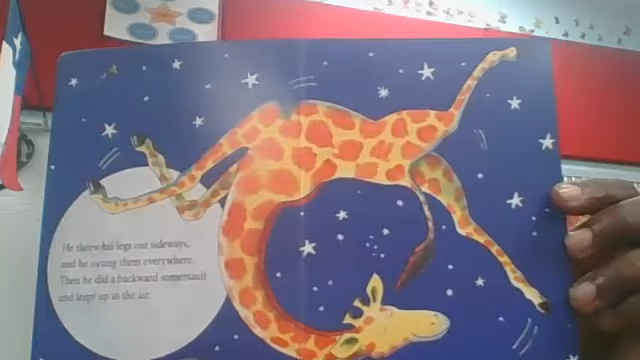 He threw his legs out sideways,
and he swung them everywhere.
Then he did a backward somersault
and leapt up in the air.